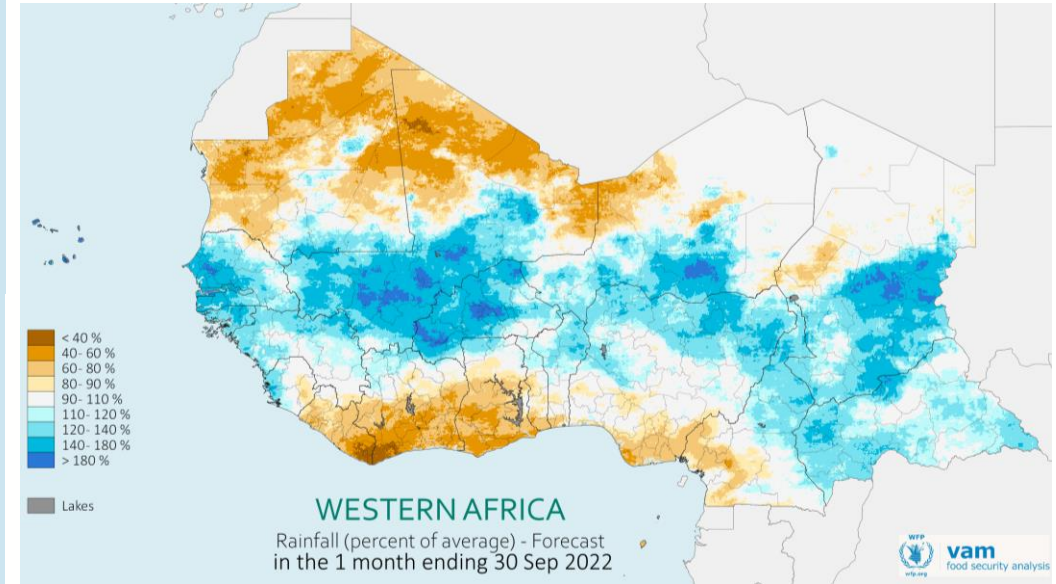 < 40 %
40- 60 %
60- 80 %
80- 90 %
90- 110 %
110- 120 %
120- 140 %
140- 180 %
> 180 %
Lakes
WESTERN AFRICA
Rainfall (percent of average) - Forecast
in the 1 month ending 30 Sep 2022
WFP
wfp.org
vam
food security analysis